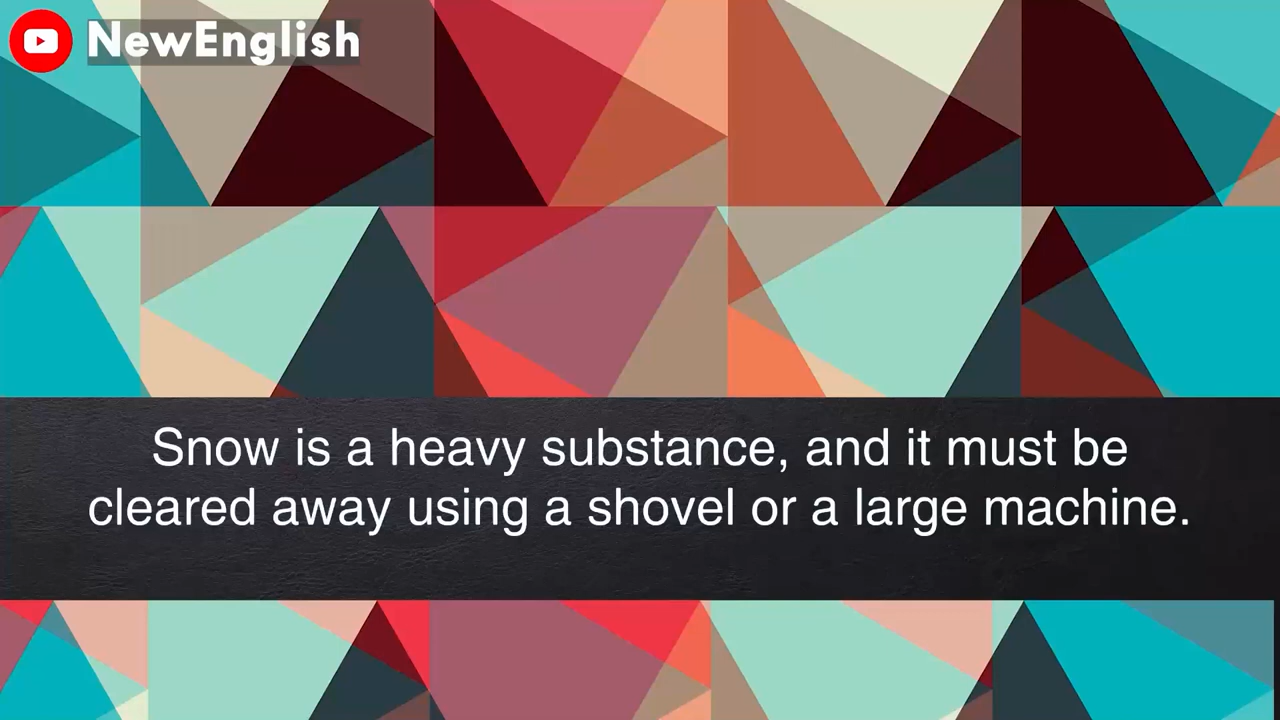 NewEnglish
Snow is a heavy substance, and it must be
cleared away using a shovel or a large machine.